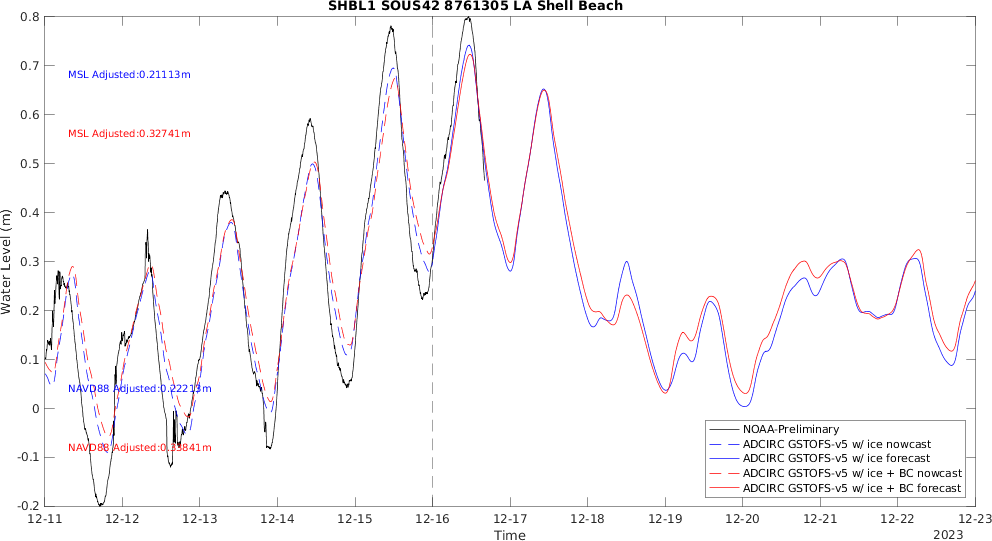 SHBL1 SOUS42 8761305 LA Shell Beach
0.8
0.7
0.6
0.5
0.4
0.3
0.2
0.1
0
-0.1
-0.2
Water Level (m)
MSL Adjusted:0.21113m
MSL Adjusted:0.32741m
NAVD88 Adjusted:0.22213m
NAVD88 Adjusted:0.33841m
NOAA-Preliminary
ADCIRC GSTOFS-v5 w/ ice nowcast
ADCIRC GSTOFS-v5 w/ ice forecast
ADCIRC GSTOFS-v5 w/ ice + BC nowcast
ADCIRC GSTOFS-v5 w/ ice + BC forecast
12-11 12-12 12-13 12-14 12-15 12-16 12-17 12-18 12-19 12-20 12-21 12-22 12-23
Time
2023